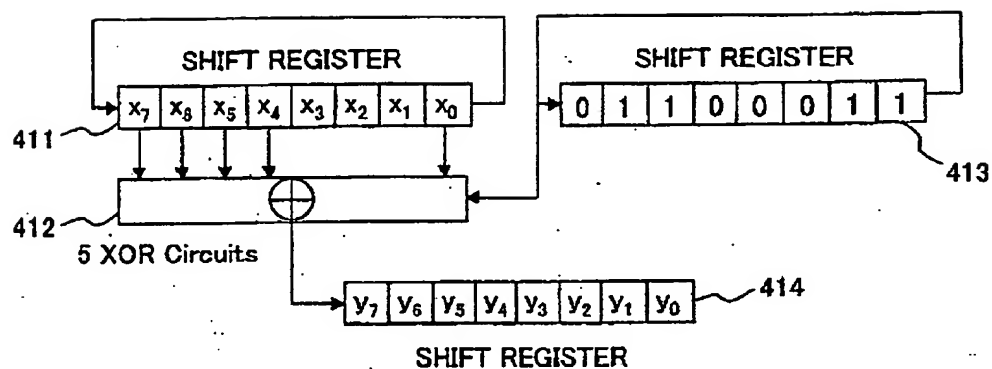 SHIFT REGISTER
SHIFT REGISTER
x7 x8 x5 x4 x3 x2 x1 x0
0 1 1 0 0 0 1 1
411
413
412
5 XOR Circuits
y7 y6 y5 y4 y3 y2 y1 y0
414
SHIFT REGISTER